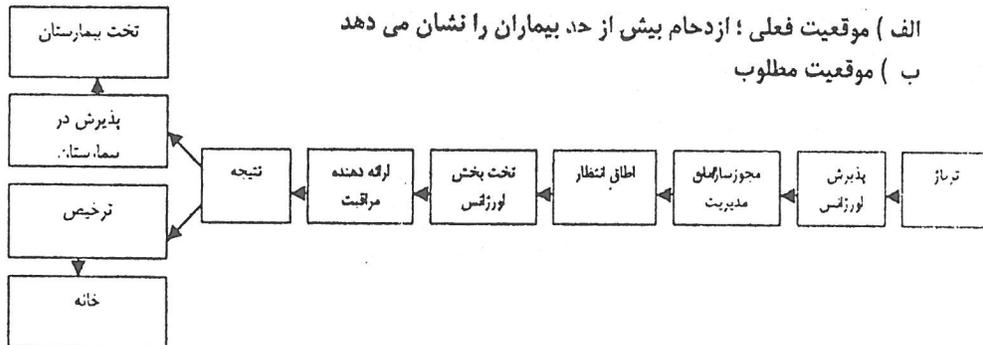 الف ) موقعیت فعلی ؛ ازدحام بیش از حد بیماران را نشان می دهد
ب ) موقعیت مطلوب
تریاژ
پذیرش
اورژانس
مجوز
مدیریت
اطاق انتظار
تخت بخش
اورژانس
ارائه دهنده
مراقبت
نتیجه
پذیرش در
بیمارستان
تخت بیمارستان
ترخیص
خانه